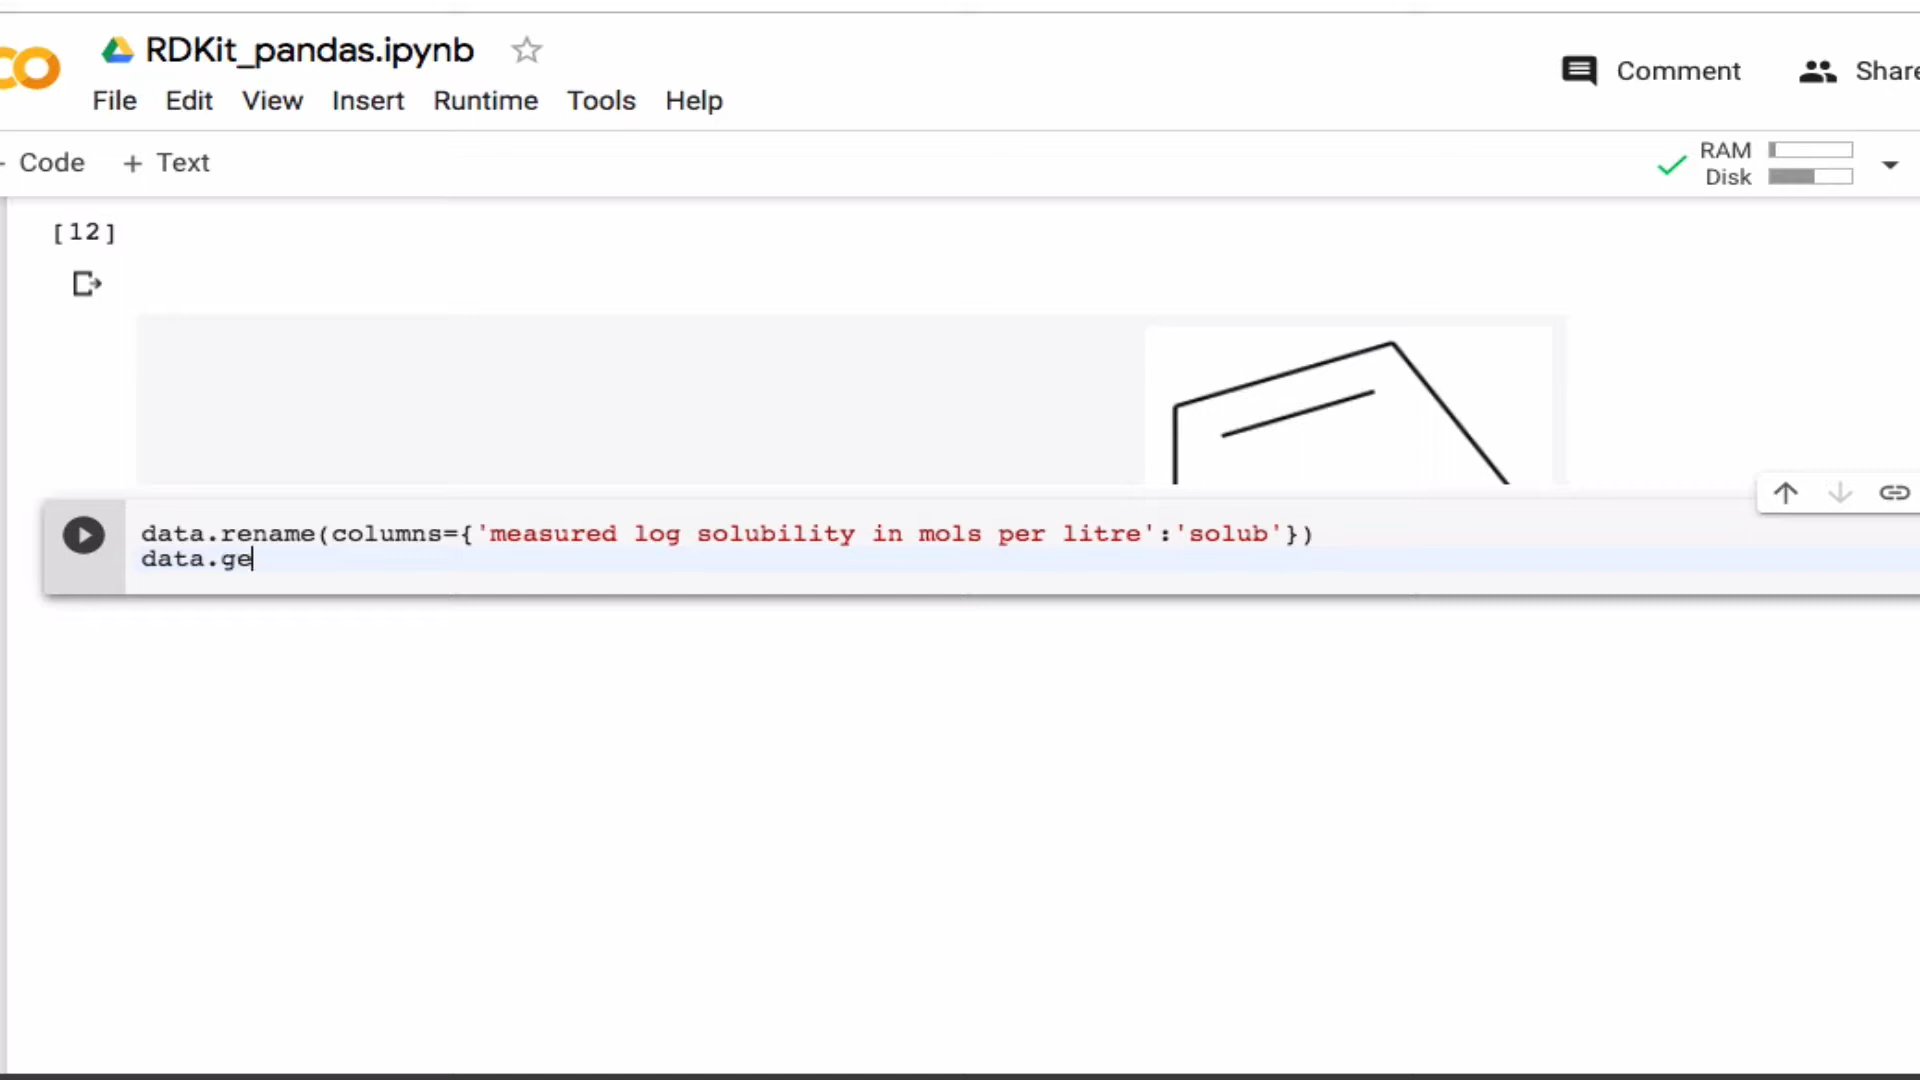 RDKit_pandas.ipynb
Comment
Share
File Edit View Insert Runtime Tools Help
Code + Text
RAM
Disk
[12]
data.rename(columns={'measured log solubility in mols per litre':'solub'})
data.ge